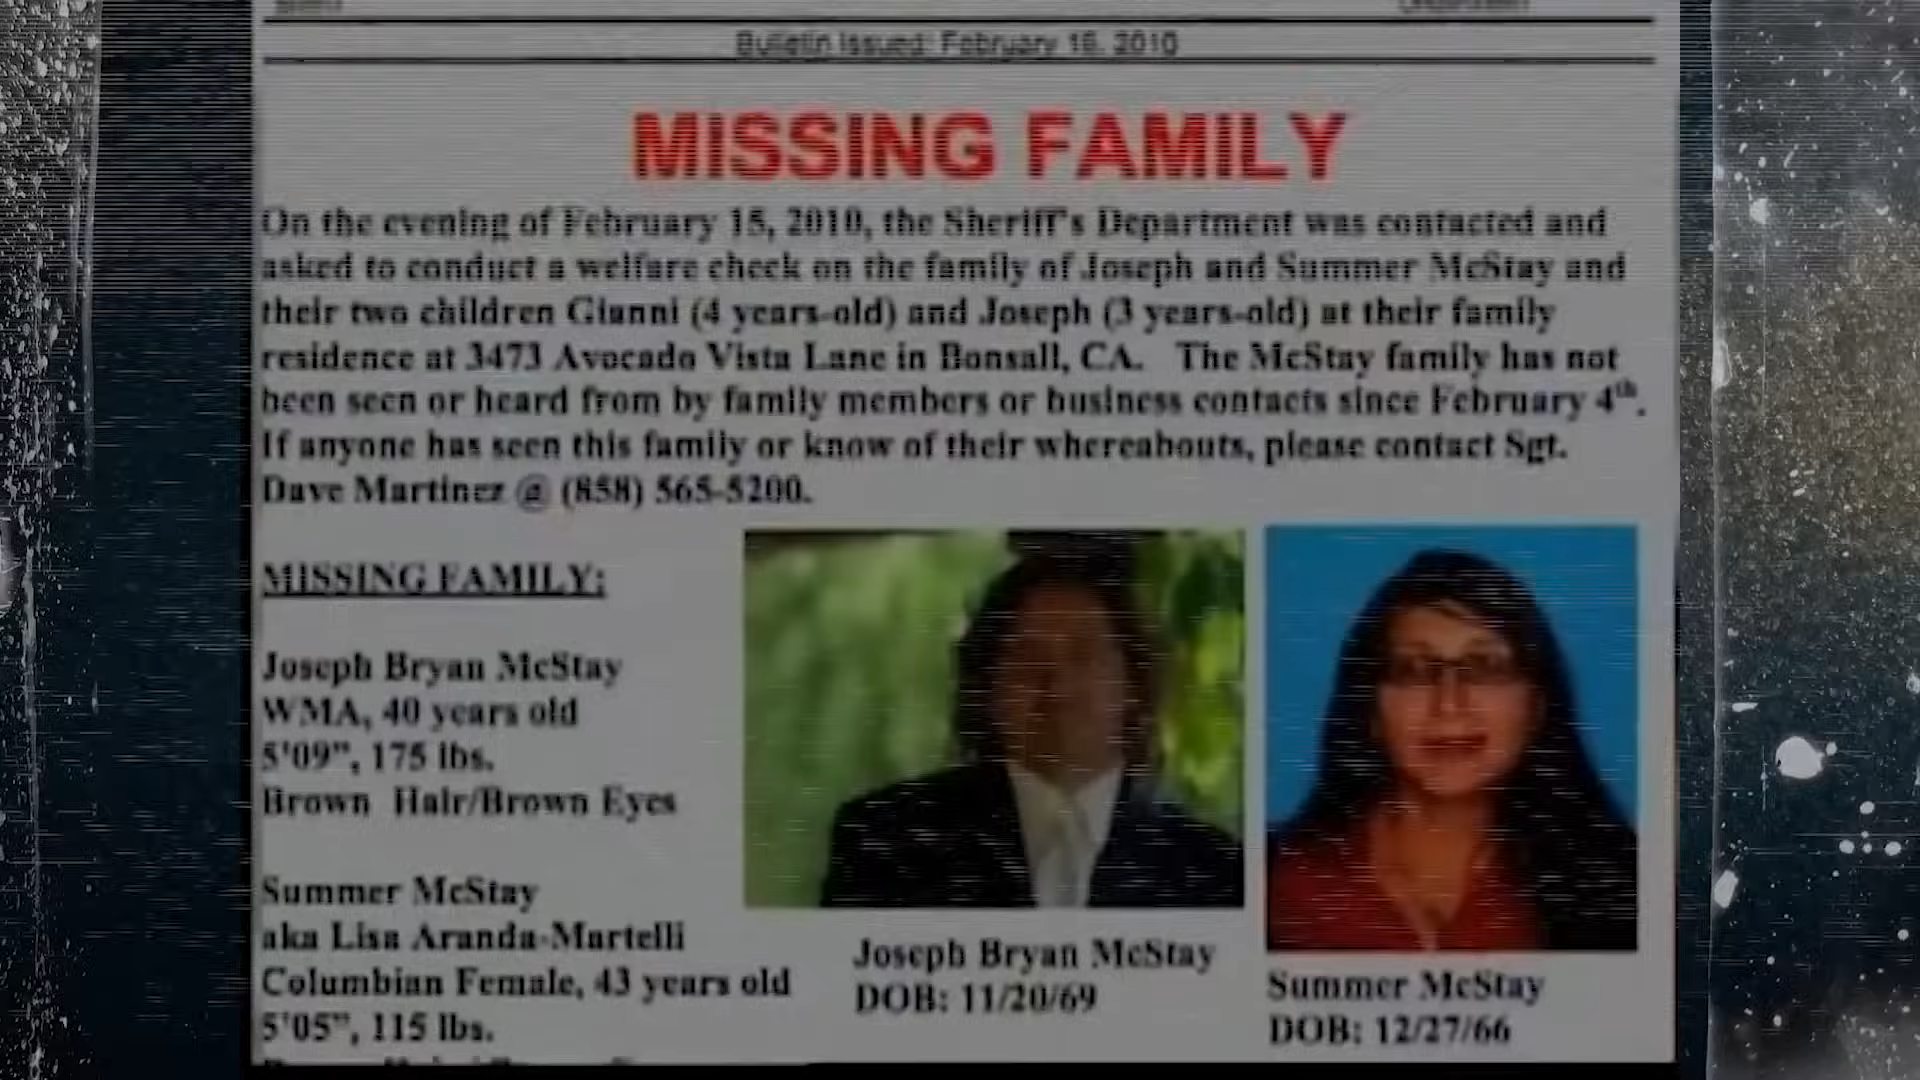 Bulletin Issued: February 16, 2010
MISSING FAMILY
On the evening of February 15, 2010, the Sheriff's Department was contacted and
asked to conduct a welfare check on the family of Joseph and Summer McStay and
their two children Gianni (4 years-old) and Joseph (3 years-old) at their family
residence at 3473 Avocado Vista Lane in Bonsall, CA. The McStay family has not
been seen or heard from by family members or business contacts since February 4th.
If anyone has seen this family or know of their whereabouts, please contact Sgt.
Dave Martinez @ (858) 565-5200.
MISSING FAMILY:
Joseph Bryan McStay
WMA, 40 years old
5'09", 175 lbs.
Brown Hair/Brown Eyes
Summer McStay
aka Lisa Aranda-Martelli
Columbian Female, 43 years old
5'05", 115 lbs.
Joseph Bryan McStay
DOB: 11/20/69
Summer McStay
DOB: 12/27/66